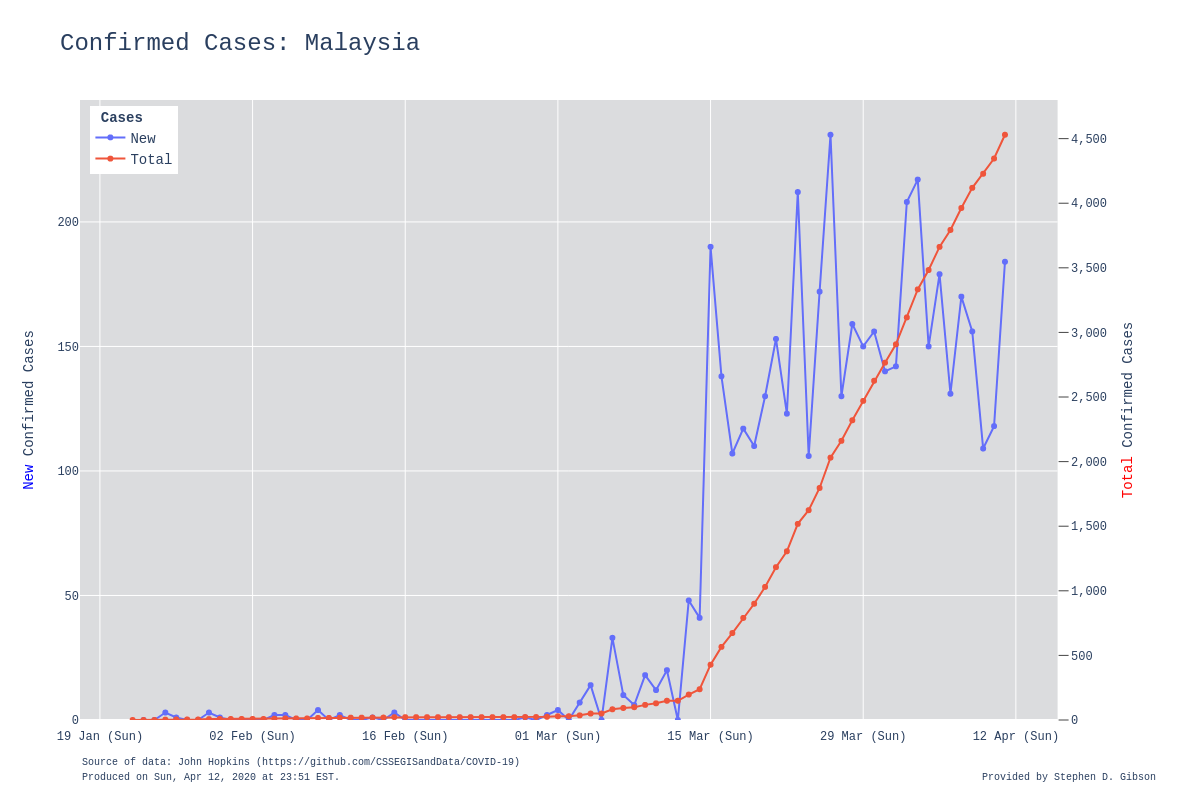 Confirmed Cases: Malaysia
Cases
New
Total
200
150
100
50
0
New Confirmed Cases
4,500
4,000
3,500
3,000
2,500
2,000
1,500
1,000
500
0
Total Confirmed Cases
19 Jan (Sun) 02 Feb (Sun) 16 Feb (Sun) 01 Mar (Sun) 15 Mar (Sun) 29 Mar (Sun) 12 Apr (Sun)
Source of data: John Hopkins (https://github.com/CSSEGISandData/COVID-19)
Produced on Sun, Apr 12, 2020 at 23:51 EST.
Provided by Stephen D. Gibson